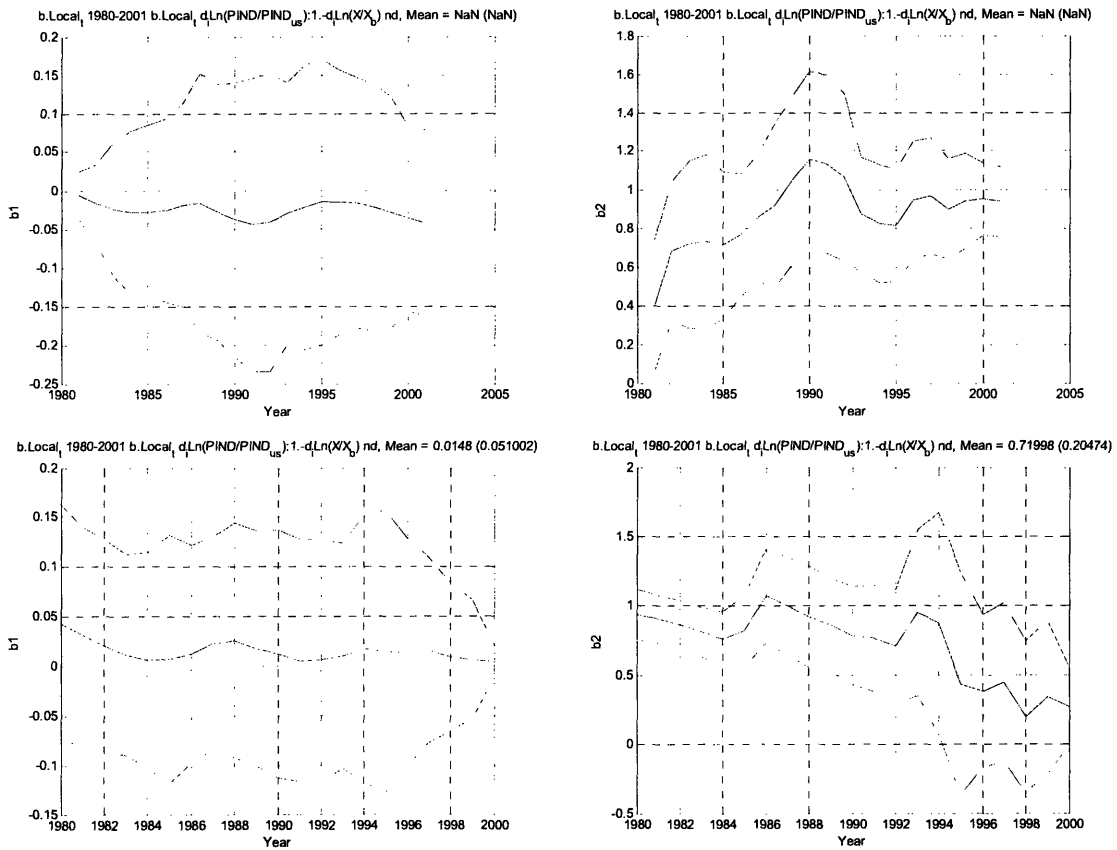 b.Local_t 1980-2001 b.Local_t d_iLn(PIND/PIND_us):1.-d_iLn(X/X_b) nd, Mean = NaN (NaN)
0.2
0.15
0.1
0.05
0
-0.05
-0.1
-0.15
-0.2
-0.25
b1
1980 1985 1990 1995 2000 2005
Year
b.Local_t 1980-2001 b.Local_t d_iLn(PIND/PIND_us):1.-d_iLn(X/X_b) nd, Mean = NaN (NaN)
1.8
1.6
1.4
1.2
1
0.8
0.6
0.4
0.2
0
b2
1980 1985 1990 1995 2000 2005
Year
b.Local_t 1980-2001 b.Local_t d_iLn(PIND/PIND_us):1.-d_iLn(X/X_b) nd, Mean = 0.0148 (0.051002)
0.2
0.15
0.1
0.05
0
-0.05
-0.1
-0.15
b1
1980 1982 1984 1986 1988 1990 1992 1994 1996 1998 2000
Year
b.Local_t 1980-2001 b.Local_t d_iLn(PIND/PIND_us):1.-d_iLn(X/X_b) nd, Mean = 0.71998 (0.20474)
2
1.5
1
0.5
0
-0.5
b2
1980 1982 1984 1986 1988 1990 1992 1994 1996 1998 2000
Year